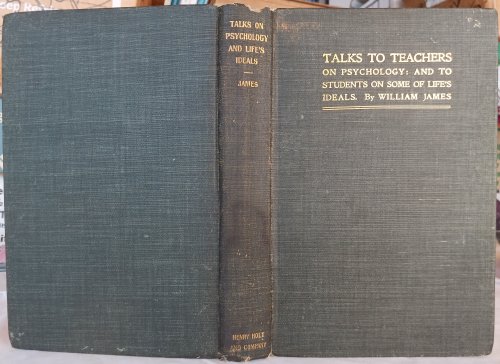 TALKS ON
PSYCHOLOGY
AND LIFE'S
IDEALS
JAMES
HENRY HOLT
AND COMPANY
TALKS TO TEACHERS
ON PSYCHOLOGY: AND TO
STUDENTS ON SOME OF LIFE'S
IDEALS. By WILLIAM JAMES